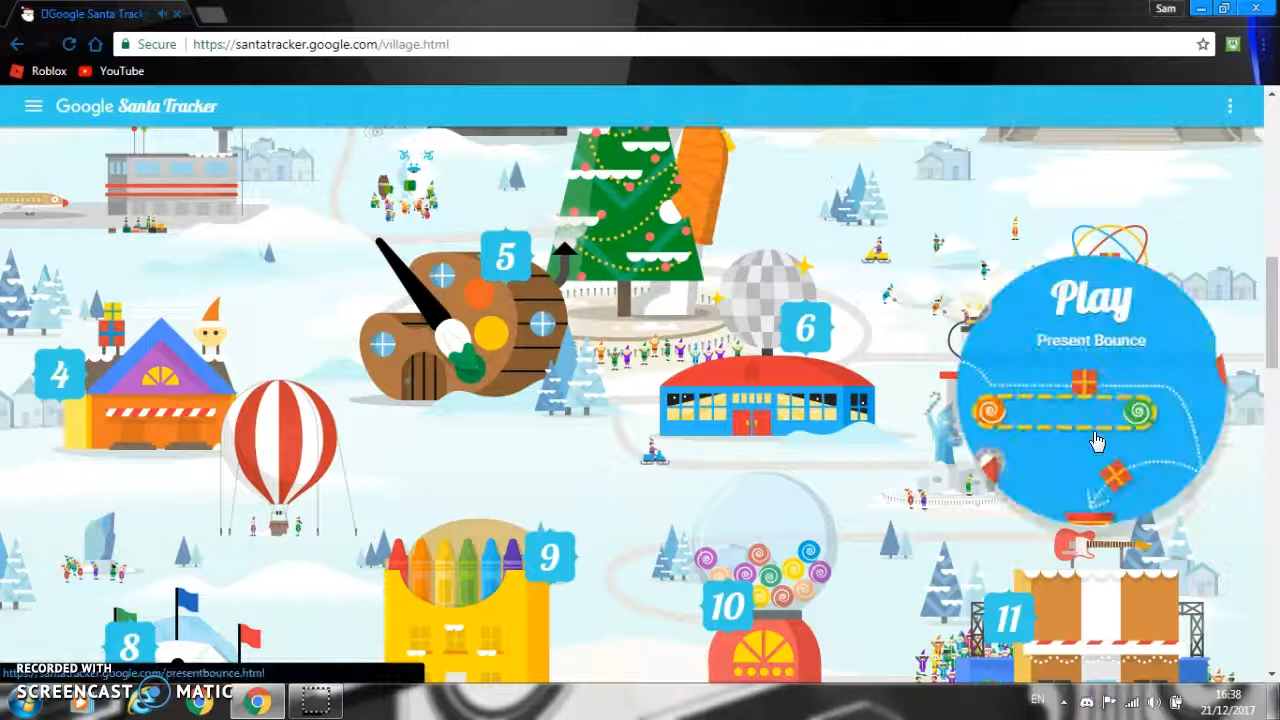 Google Santa Track
Sam
Secure
https://santatracker.google.com/village.html
Roblox
YouTube
Google Santa Tracker
5
Play
6
Present Bounce
4
9
10
11
8
https://santatracker.google.com/presentbounce.html
RECORDED WITH
SCREENCAST MATIC
EN
16:38
21/12/2017